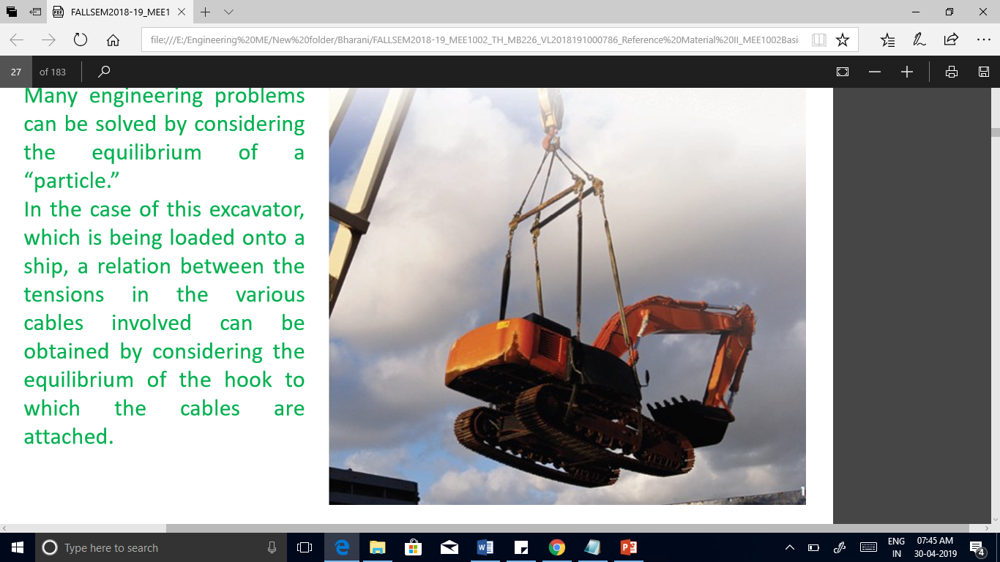 FALLSEM2018-19_MEE1
file:///E:/Engineering%20ME/New%20folder/Bharani/FALLSEM2018-19_MEE1002_TH_MB226_VL2018191000786_Reference%20Material%20II_MEE1002Basi
27 of 183
Many engineering problems
can be solved by considering
the equilibrium of a
“particle.”
In the case of this excavator,
which is being loaded onto a
ship, a relation between the
tensions in the various
cables involved can be
obtained by considering the
equilibrium of the hook to
which the cables are
attached.
1
Type here to search
ENG
IN
07:45 AM
30-04-2019
4